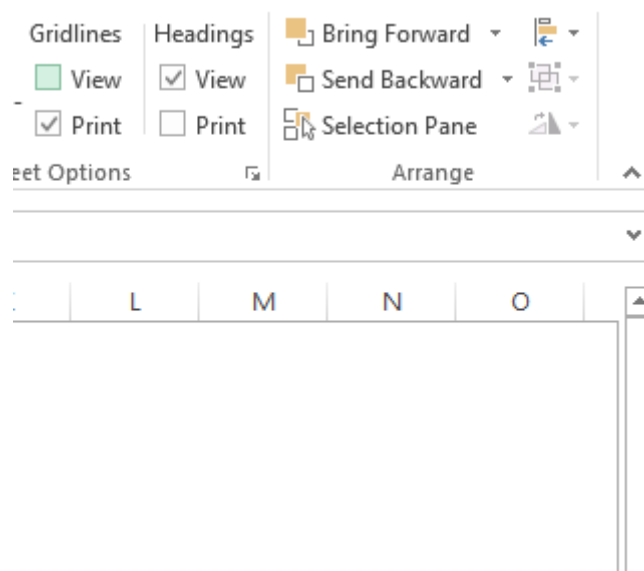 Gridlines Headings Bring Forward
View View Send Backward
Print Print Selection Pane
eet Options Arrange
L M N O